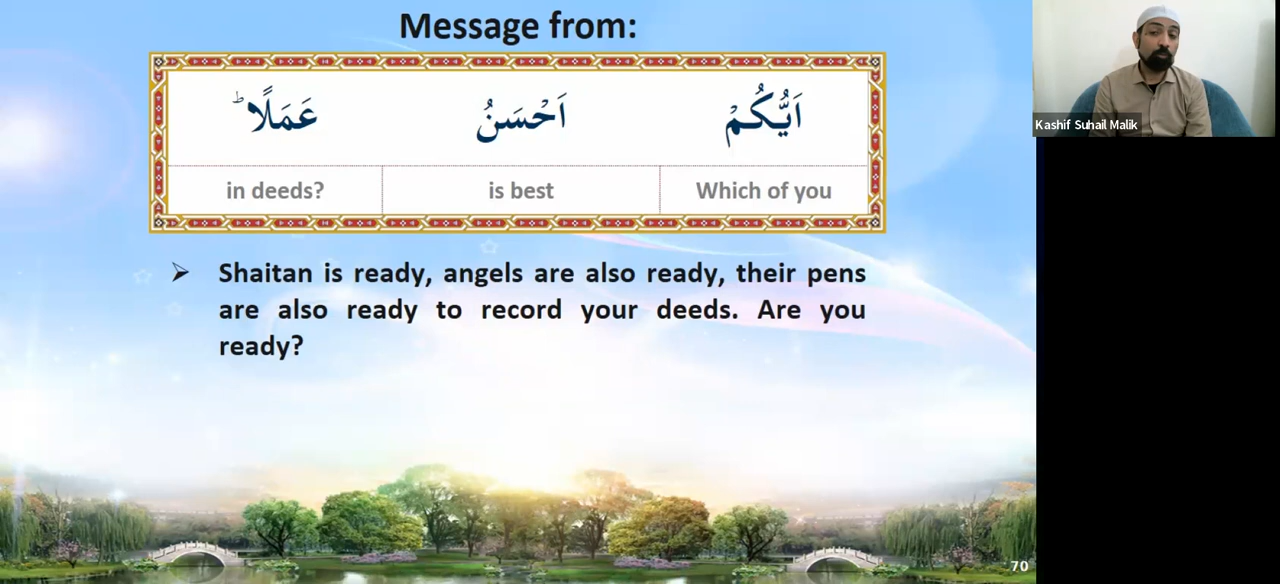 Message from:
اَيُّكُمْ اَحْسَنُ عَمَلًا ؕ
Which of you is best in deeds?
➢ Shaitan is ready, angels are also ready, their pens
are also ready to record your deeds. Are you
ready?
Kashif Suhail Malik
70